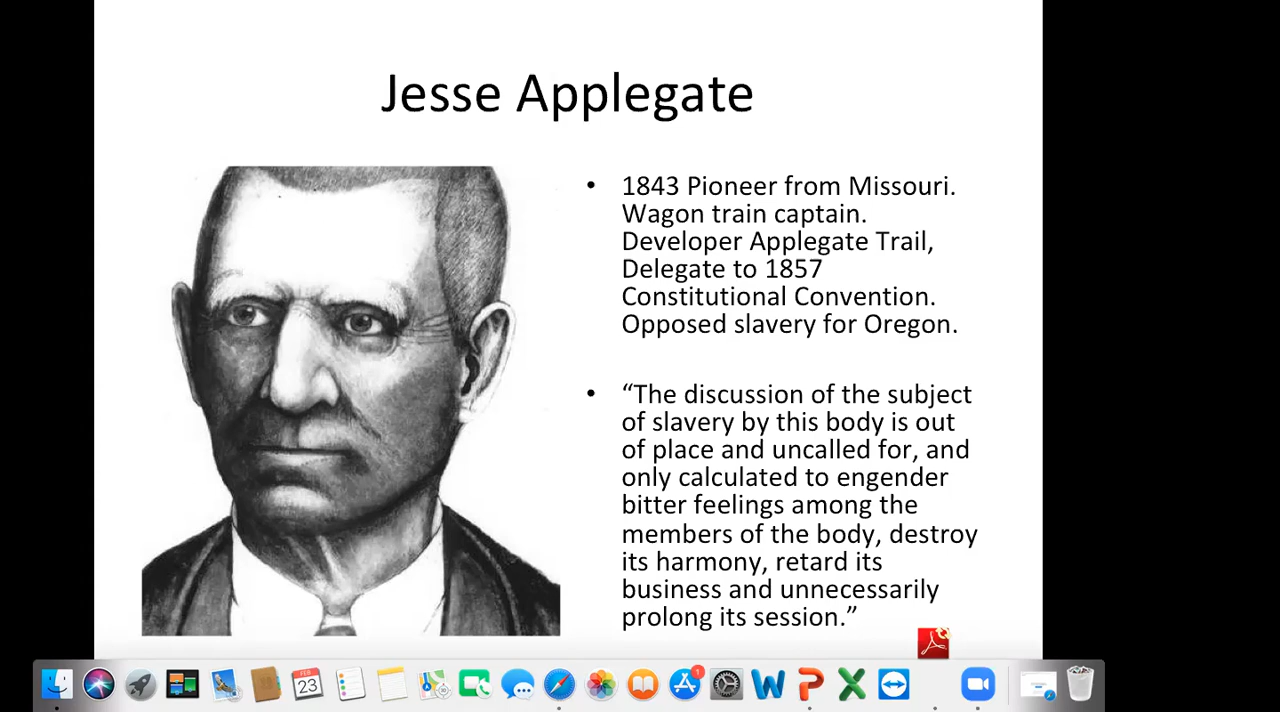 Jesse Applegate
• 1843 Pioneer from Missouri.
Wagon train captain.
Developer Applegate Trail,
Delegate to 1857
Constitutional Convention.
Opposed slavery for Oregon.
• “The discussion of the subject
of slavery by this body is out
of place and uncalled for, and
only calculated to engender
bitter feelings among the
members of the body, destroy
its harmony, retard its
business and unnecessarily
prolong its session.”
FEB
23
1